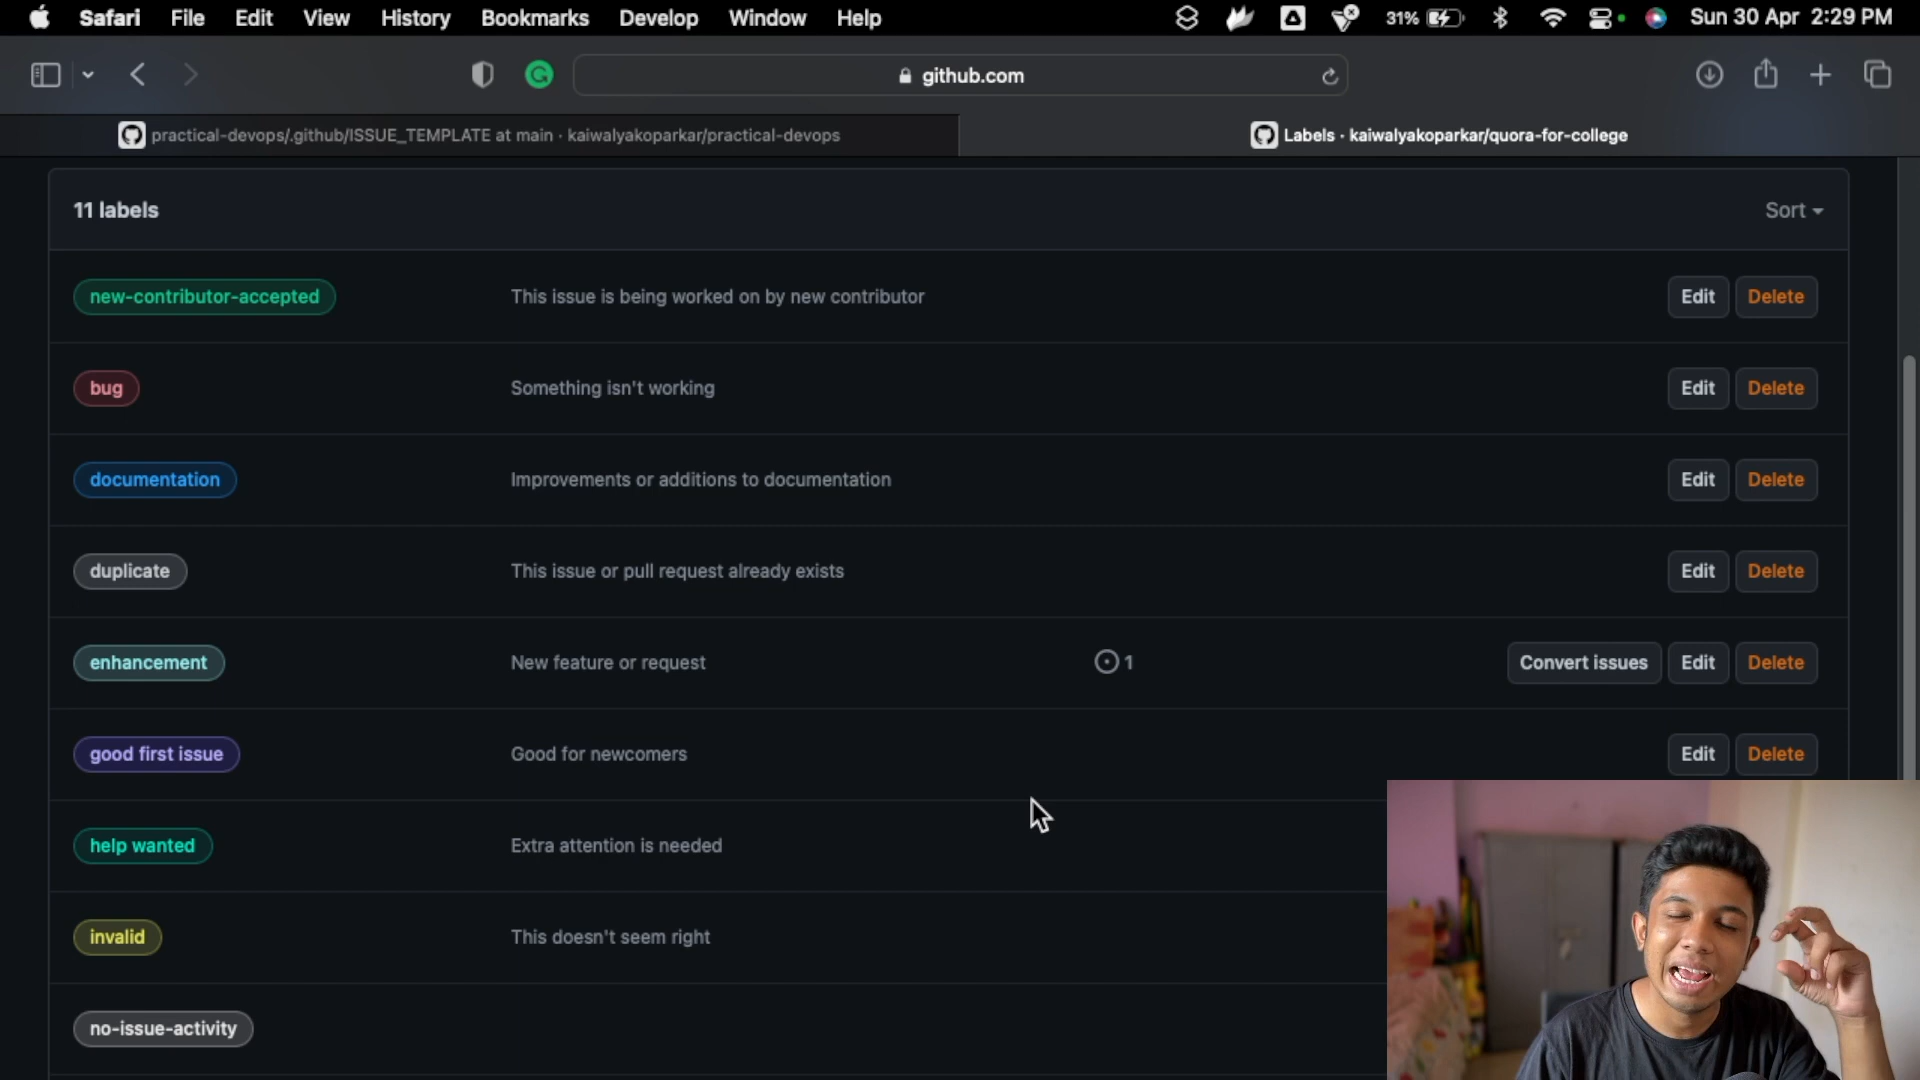 Safari File Edit View History Bookmarks Develop Window Help 31% Sun 30 Apr 2:29 PM
github.com
practical-devops/.github/ISSUE_TEMPLATE at main · kaiwalyakoparkar/practical-devops Labels · kaiwalyakoparkar/quora-for-college
11 labels Sort
new-contributor-accepted This issue is being worked on by new contributor Edit Delete
bug Something isn't working Edit Delete
documentation Improvements or additions to documentation Edit Delete
duplicate This issue or pull request already exists Edit Delete
enhancement New feature or request 1 Convert issues Edit Delete
good first issue Good for newcomers Edit Delete
help wanted Extra attention is needed
invalid This doesn't seem right
no-issue-activity